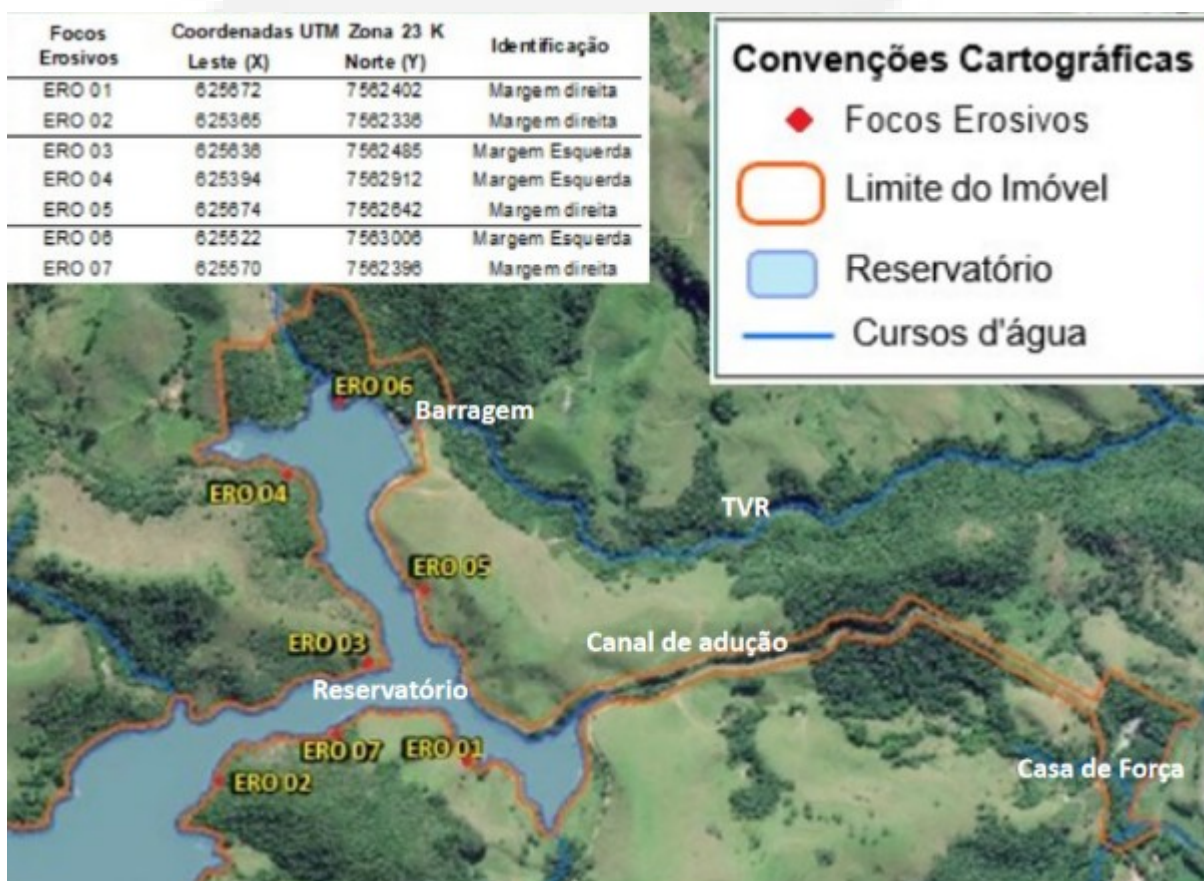 Focos Erosivos Coordenadas UTM Zona 23 K Identificação
Leste (X) Norte (Y)
ERO 01 625672 7562402 Margem direita
ERO 02 625365 7562336 Margem direita
ERO 03 625636 7562485 Margem Esquerda
ERO 04 625394 7562912 Margem Esquerda
ERO 05 625674 7562642 Margem direita
ERO 06 625522 7563006 Margem Esquerda
ERO 07 625570 7562396 Margem direita
Convenções Cartográficas
Focos Erosivos
Limite do Imóvel
Reservatório
Cursos d'água
ERO 06
Barragem
ERO 04
TVR
ERO 05
Canal de adução
ERO 03
Reservatório
ERO 07
ERO 01
Casa de Força
ERO 02